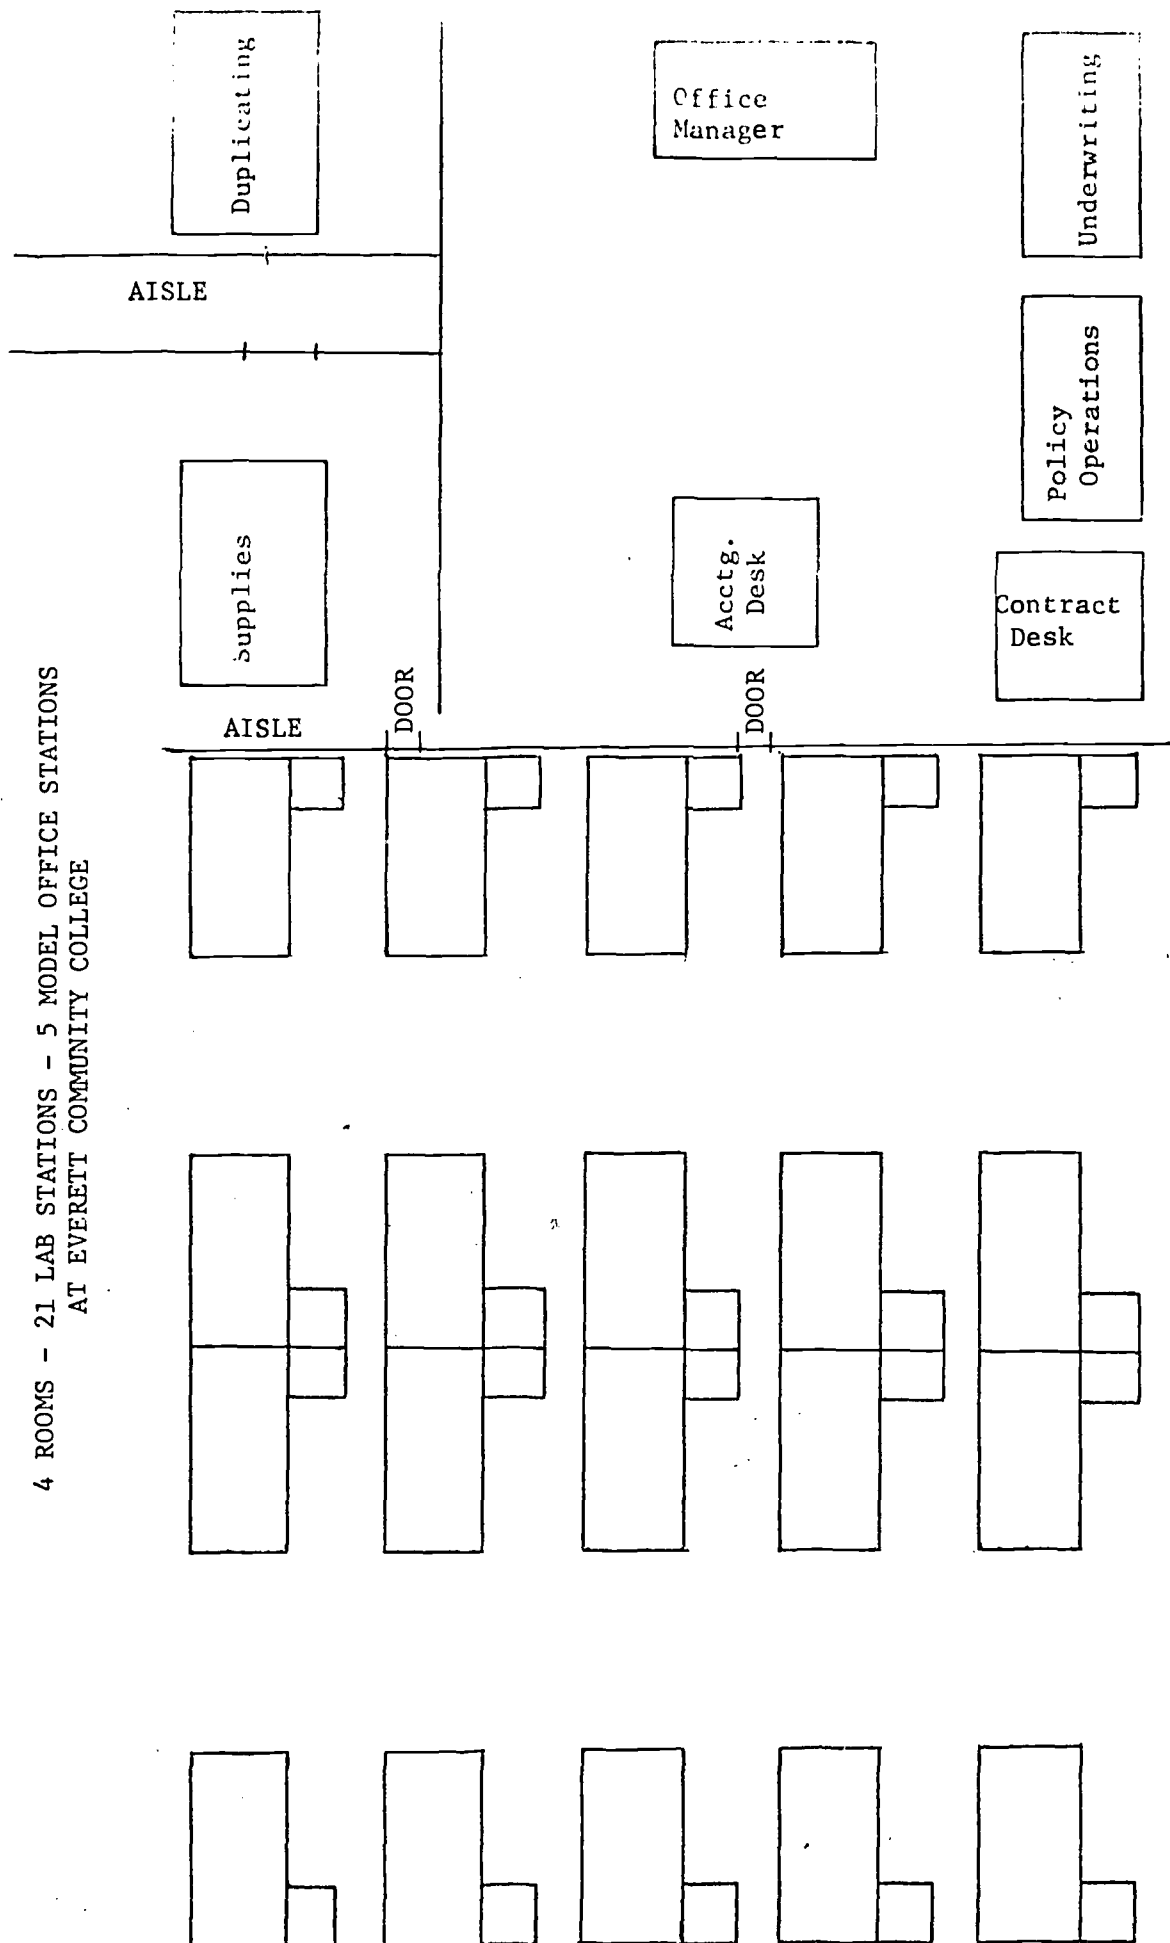 4 ROOMS - 21 LAB STATIONS - 5 MODEL OFFICE STATIONS
AT EVERETT COMMUNITY COLLEGE
Duplicating
Office
Manager
Underwriting
AISLE
Policy
Operations
Supplies
Acctg.
Desk
Contract
Desk
AISLE
DOOR
DOOR